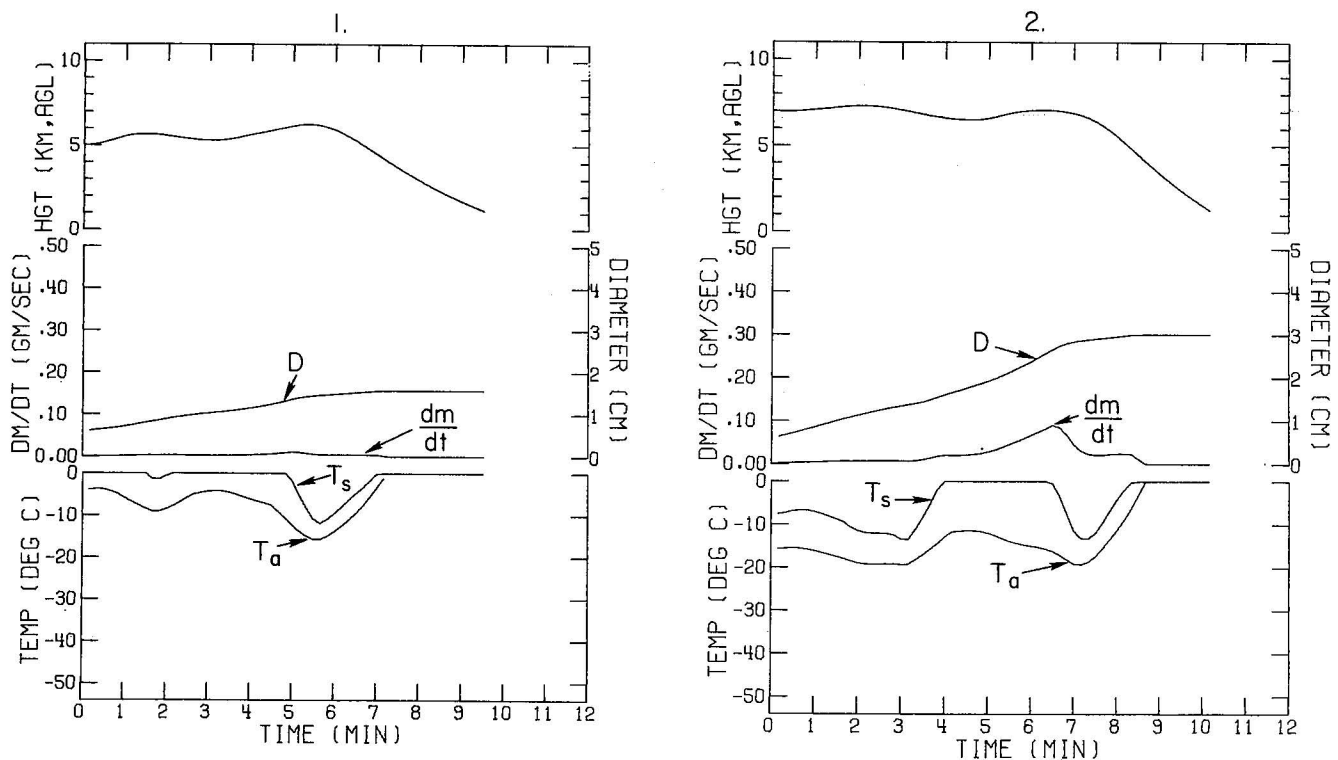 1.
HGT (KM,AGL)
10
5
0
DM/DT (GM/SEC)
.50
.40
.30
.20
.10
0.00
DIAMETER (CM)
5
4
3
2
1
0
D
dm
dt
TEMP (DEG C)
0
-10
-20
-30
-40
-50
Ts
Ta
0 1 2 3 4 5 6 7 8 9 10 11 12
TIME (MIN)
2.
HGT (KM,AGL)
10
5
0
DM/DT (GM/SEC)
.50
.40
.30
.20
.10
0.00
DIAMETER (CM)
5
4
3
2
1
0
D
dm
dt
TEMP (DEG C)
0
-10
-20
-30
-40
-50
Ts
Ta
0 1 2 3 4 5 6 7 8 9 10 11 12
TIME (MIN)